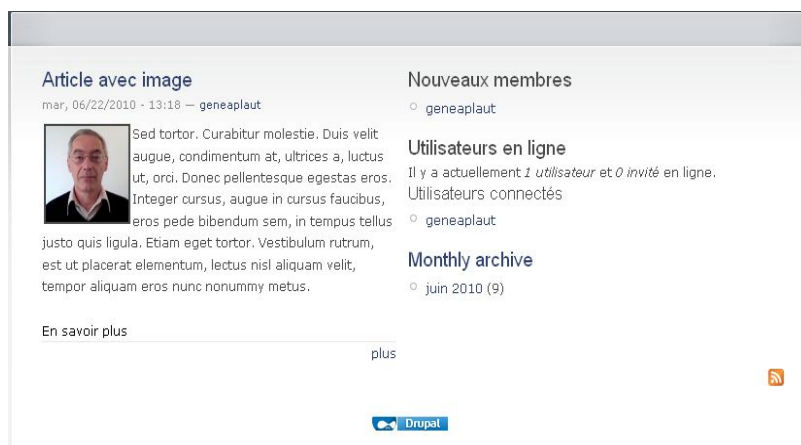 Article avec image
mar, 06/22/2010 - 13:18 — geneaplaut
Sed tortor. Curabitur molestie. Duis velit
augue, condimentum at, ultrices a, luctus
ut, orci. Donec pellentesque egestas eros.
Integer cursus, augue in cursus faucibus,
eros pede bibendum sem, in tempus tellus
justo quis ligula. Etiam eget tortor. Vestibulum rutrum,
est ut placerat elementum, lectus nisl aliquam velit,
tempor aliquam eros nunc nonummy metus.
En savoir plus
plus
Nouveaux membres
geneaplaut
Utilisateurs en ligne
Il y a actuellement 1 utilisateur et 0 invité en ligne.
Utilisateurs connectés
geneaplaut
Monthly archive
juin 2010 (9)
Drupal